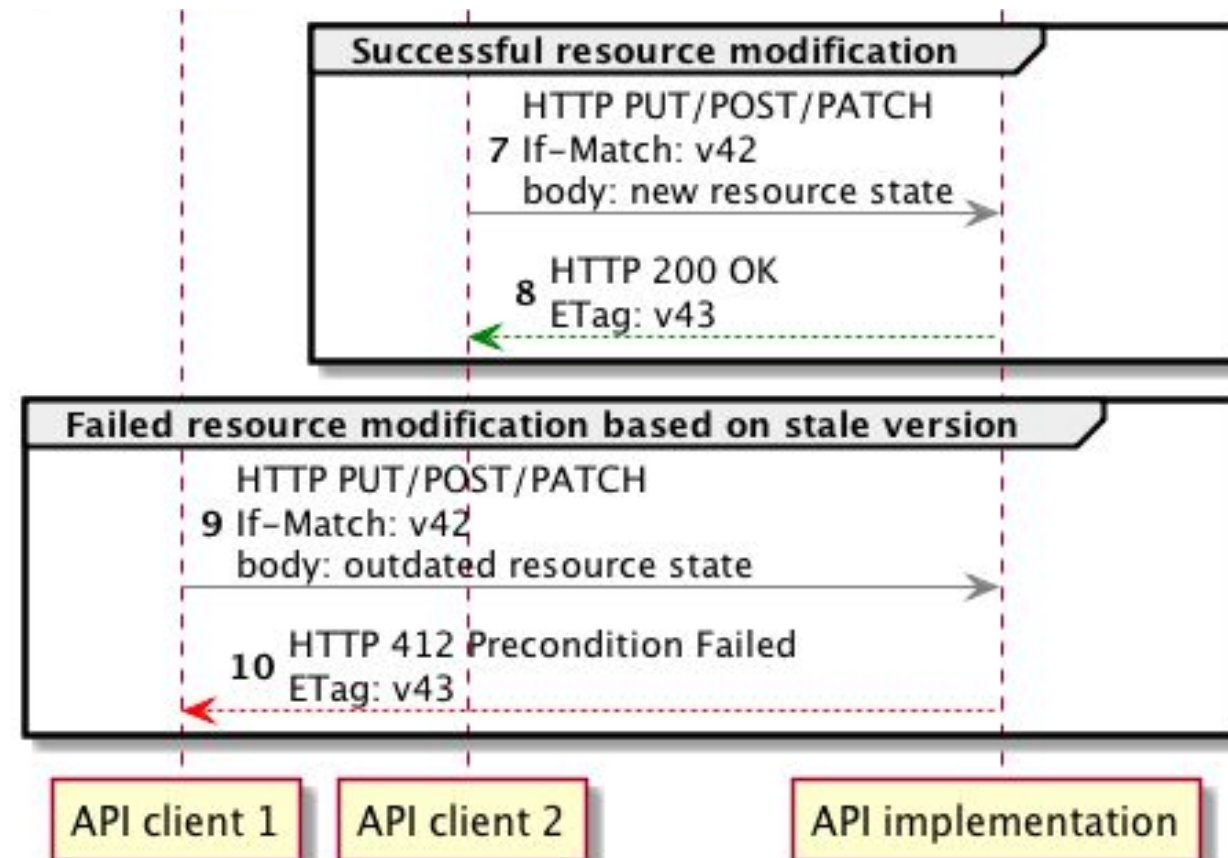 Successful resource modification
HTTP PUT/POST/PATCH
7 If-Match: v42
body: new resource state
HTTP 200 OK
8
ETag: v43
Failed resource modification based on stale version
HTTP PUT/POST/PATCH
9 If-Match: v42
body: outdated resource state
HTTP 412 Precondition Failed
10
ETag: v43
API client 1
API client 2
API implementation